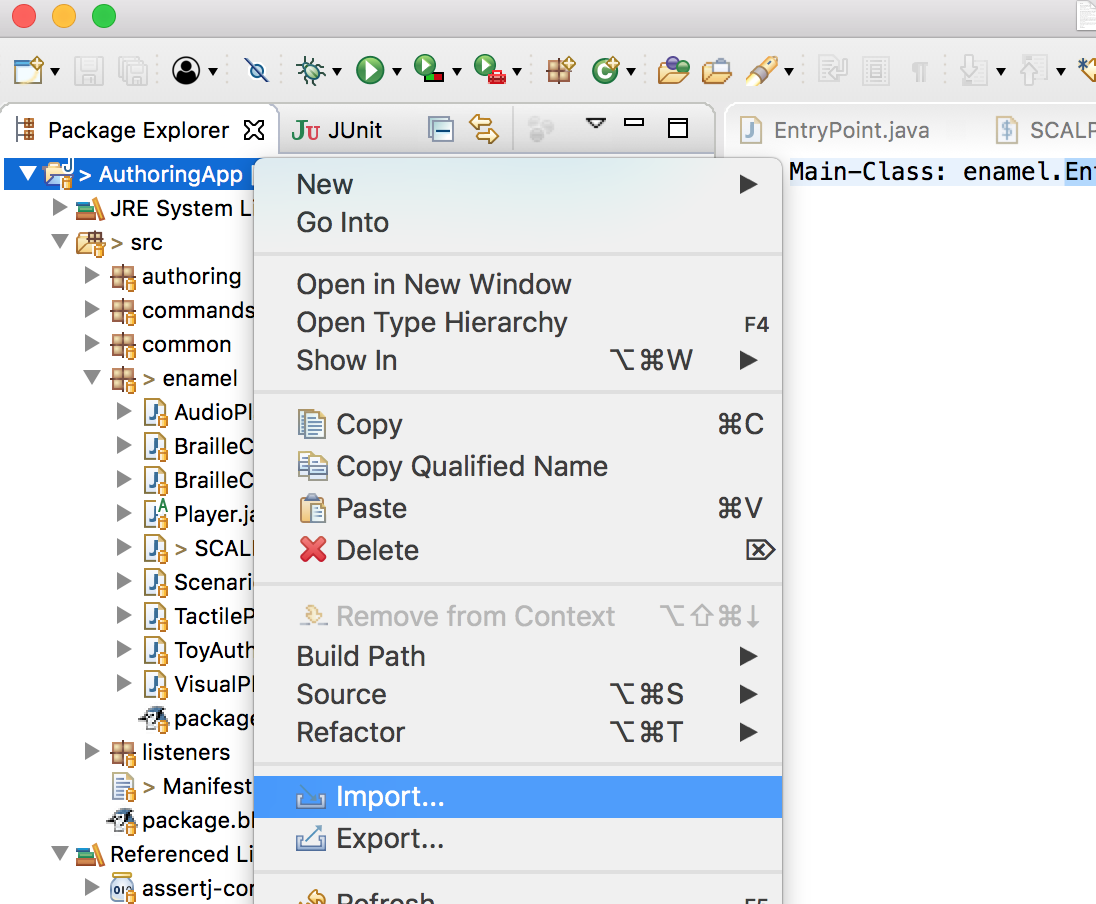 Package Explorer
JUnit
EntryPoint.java
SCALP
> AuthoringApp
Main-Class: enamel.Ent
JRE System Li
> src
authoring
commands
common
> enamel
AudioPl
BrailleC
BrailleC
Player.ja
> SCALP
Scenari
TactileP
ToyAuth
VisualPl
package
listeners
> Manifest
package.bl
Referenced Li
assertj-cor
New
Go Into
Open in New Window
Open Type Hierarchy F4
Show In ⌥⌘W
Copy ⌘C
Copy Qualified Name
Paste ⌘V
Delete ⌦
Remove from Context ⌥⇧⌘↓
Build Path
Source ⌥⌘S
Refactor ⌥⌘T
Import...
Export...
Refresh F5